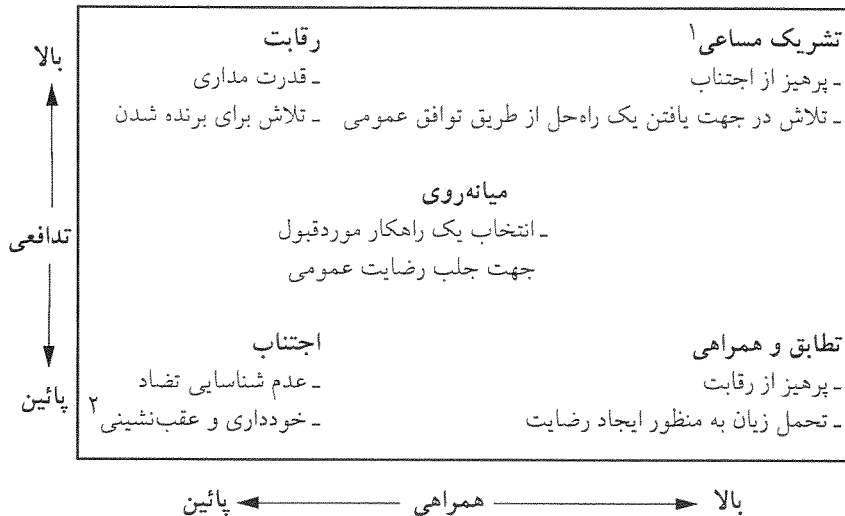 بالا
تدافعی
پائین
تشریک مساعی۱
ـ پرهیز از اجتناب
ـ تلاش در جهت یافتن یک راه‌حل از طریق توافق عمومی
رقابت
ـ قدرت مداری
ـ تلاش برای برنده شدن
میانه‌روی
ـ انتخاب یک راهکار موردقبول
جهت جلب رضایت عمومی
تطابق و همراهی
ـ پرهیز از رقابت
ـ تحمل زیان به منظور ایجاد رضایت
اجتناب
ـ عدم شناسایی تضاد
ـ خودداری و عقب‌نشینی۲
بالا همراهی پائین